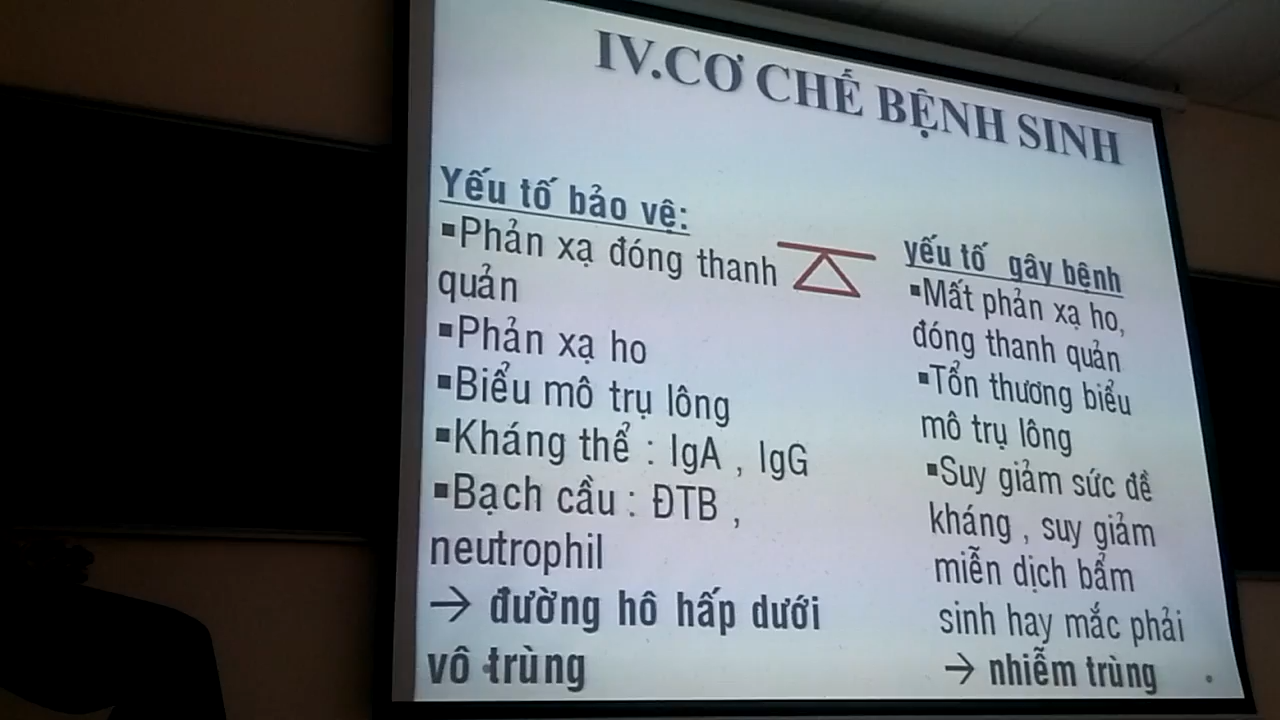 IV.CƠ CHẾ BỆNH SINH
Yếu tố bảo vệ:
▪Phản xạ đóng thanh
quản
▪Phản xạ ho
▪Biểu mô trụ lông
▪Kháng thể : IgA , IgG
▪Bạch cầu : ĐTB ,
neutrophil
→ đường hô hấp dưới
vô trùng
yếu tố gây bệnh
▪Mất phản xạ ho,
đóng thanh quản
▪Tổn thương biểu
mô trụ lông
▪Suy giảm sức đề
kháng , suy giảm
miễn dịch bẩm
sinh hay mắc phải
→ nhiễm trùng